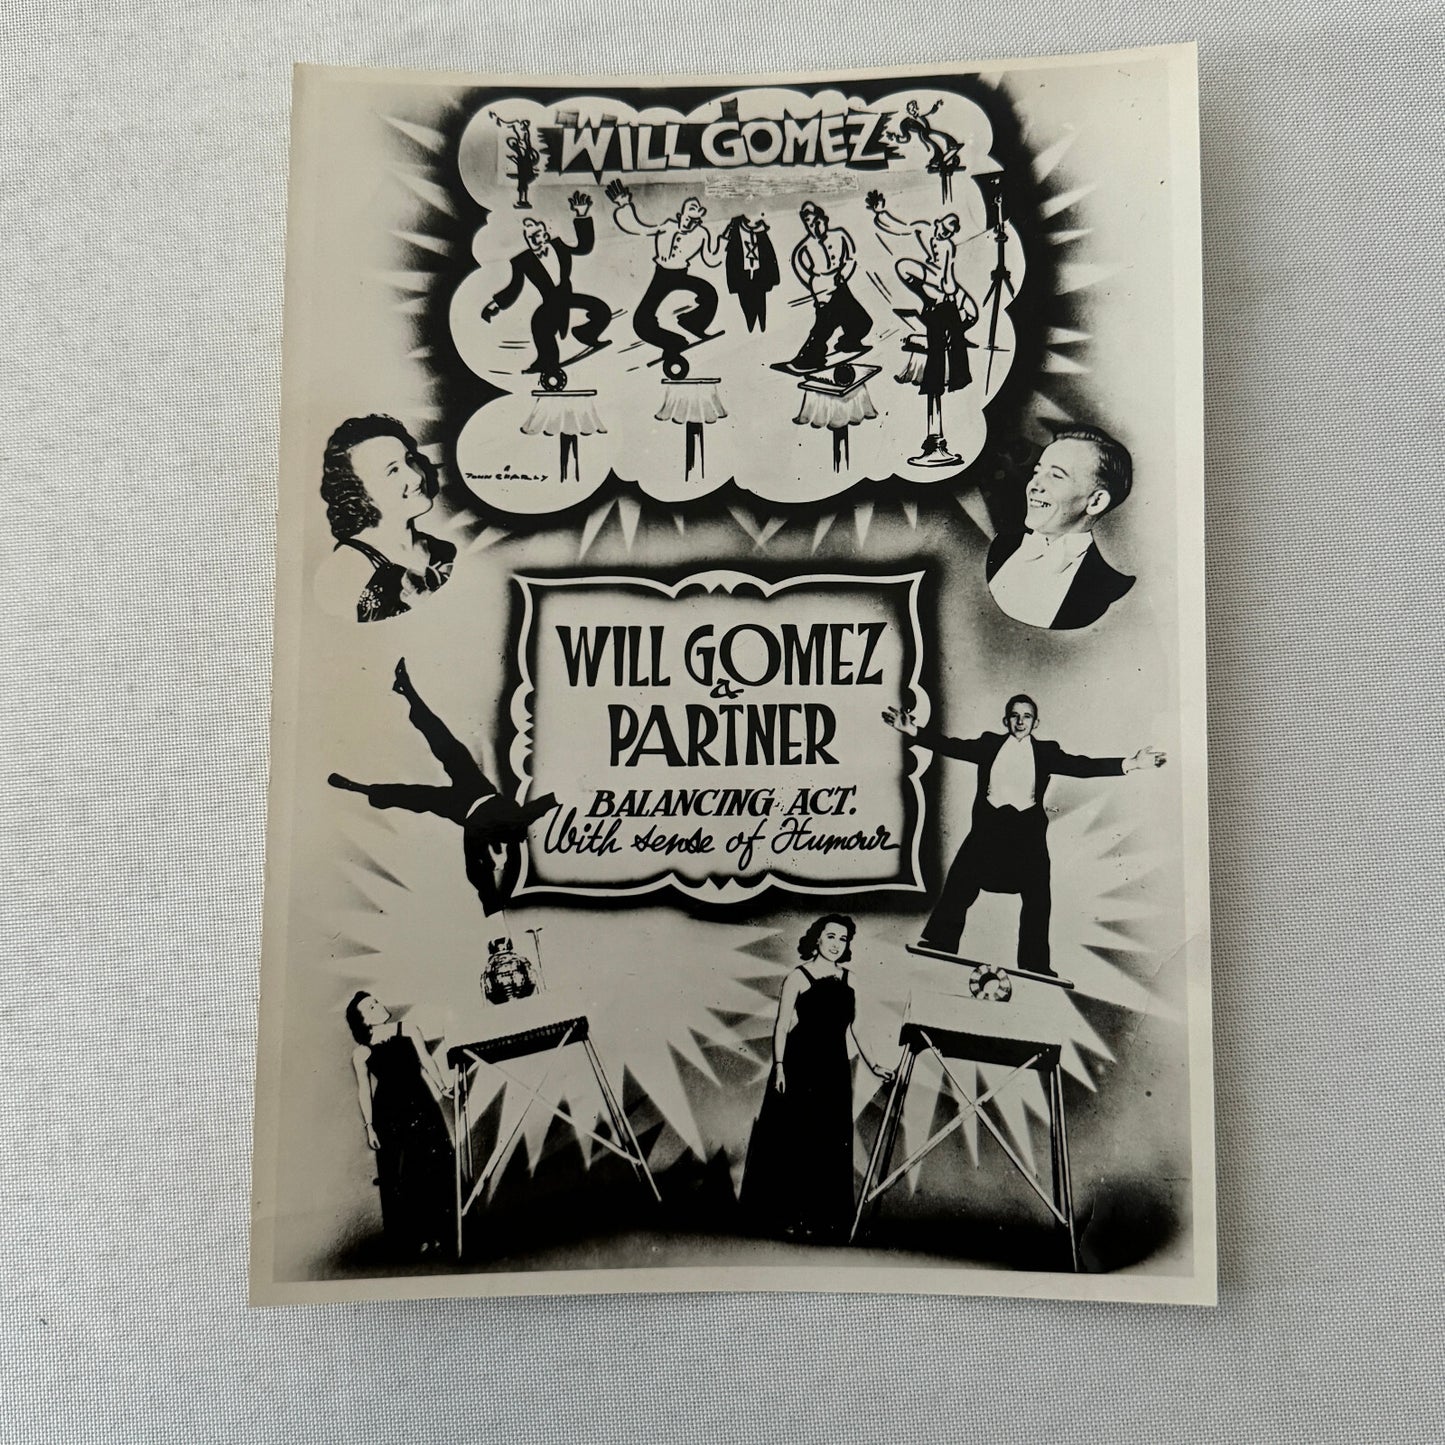 WILL GOMEZ
WILL GOMEZ
&
PARTNER
BALANCING ACT.
With sense of Humour